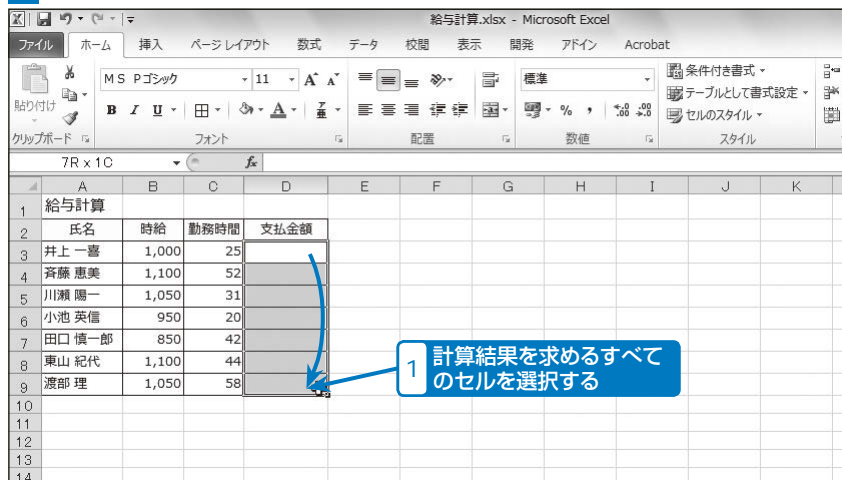 給与計算.xlsx - Microsoft Excel
ファイル ホーム 挿入 ページ レイアウト 数式 データ 校閲 表示 開発 アドイン Acrobat
貼り付け
MS Pゴシック 11 A A
B I U A
標準
% ,
条件付き書式
テーブルとして書式設定
セルのスタイル
クリップボード フォント 配置 数値 スタイル
7R x 1C fx
A B C D E F G H I J K
1 給与計算
2 氏名 時給 勤務時間 支払金額
3 井上 一喜 1,000 25
4 斉藤 恵美 1,100 52
5 川瀬 陽一 1,050 31
6 小池 英信 950 20
7 田口 慎一郎 850 42
8 東山 紀代 1,100 44
9 渡部 理 1,050 58
10
11
12
13
14
1 計算結果を求めるすべて
のセルを選択する